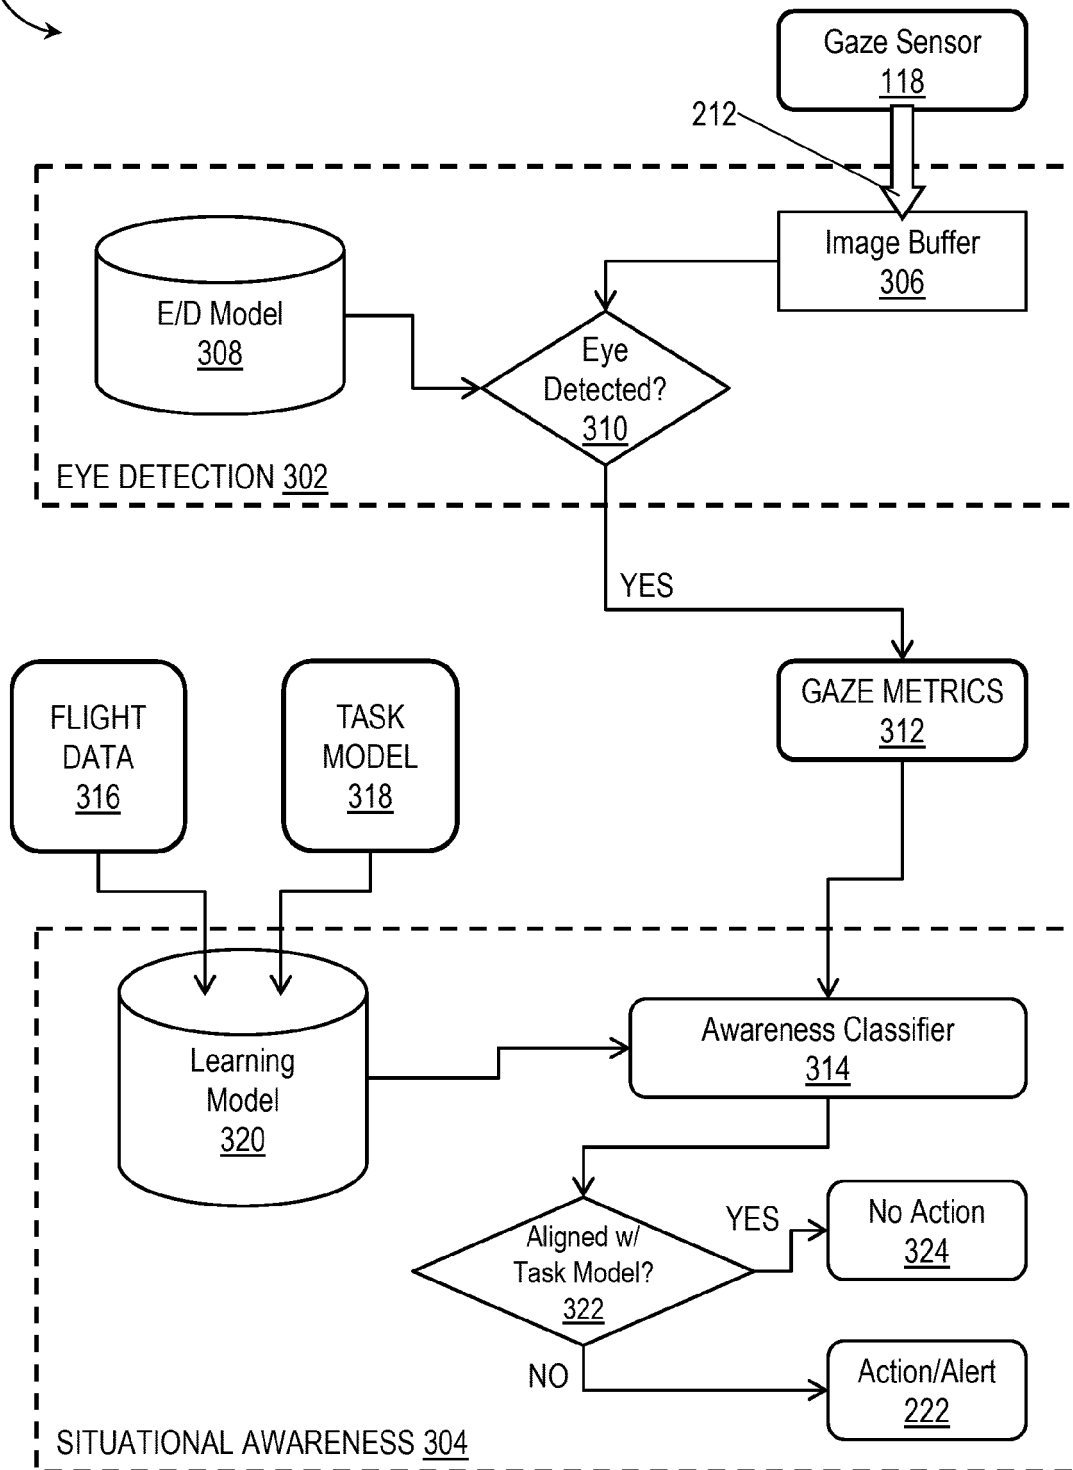 Gaze Sensor
118
212
Image Buffer
306
E/D Model
308
Eye
Detected?
310
EYE DETECTION 302
YES
GAZE METRICS
312
FLIGHT
DATA
316
TASK
MODEL
318
Awareness Classifier
314
Learning
Model
320
Aligned w/
Task Model?
322
YES
No Action
324
NO
Action/Alert
222
SITUATIONAL AWARENESS 304